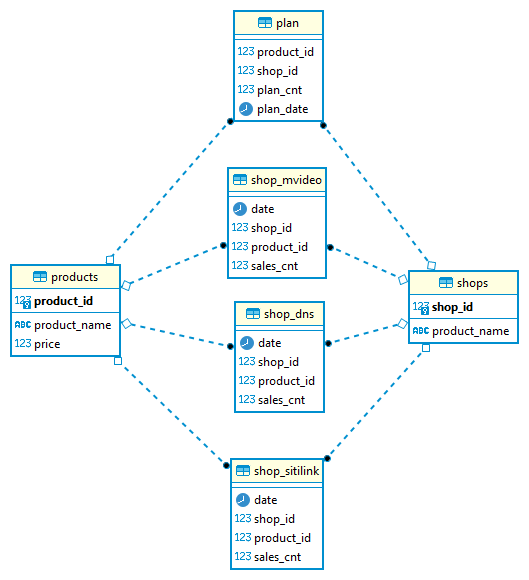 plan
123 product_id
123 shop_id
123 plan_cnt
plan_date
shop_mvideo
date
123 shop_id
123 product_id
123 sales_cnt
products
123 product_id
ABC product_name
123 price
shops
123 shop_id
ABC product_name
shop_dns
date
123 shop_id
123 product_id
123 sales_cnt
shop_sitilink
date
123 shop_id
123 product_id
123 sales_cnt